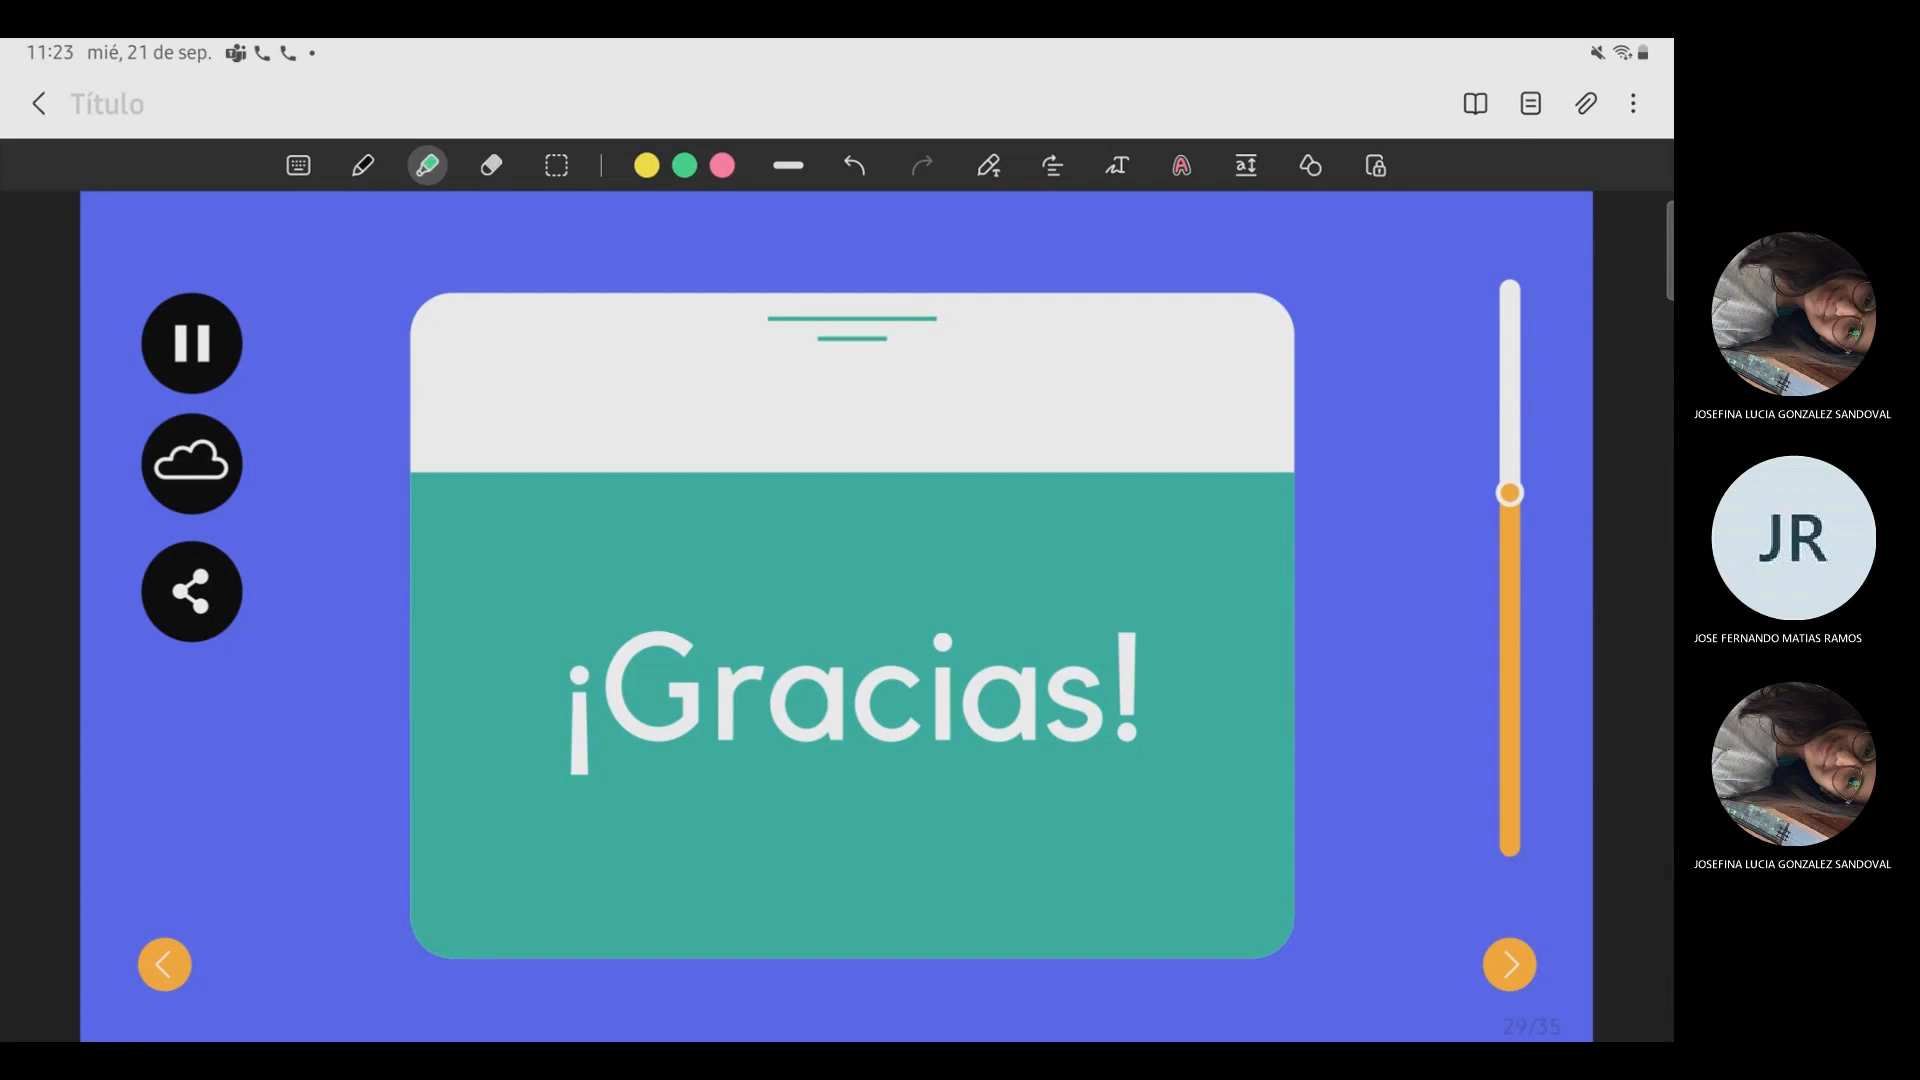 11:23 mié, 21 de sep.
Título
¡Gracias!
29/35
JOSEFINA LUCIA GONZALEZ SANDOVAL
JR
JOSE FERNANDO MATIAS RAMOS
JOSEFINA LUCIA GONZALEZ SANDOVAL